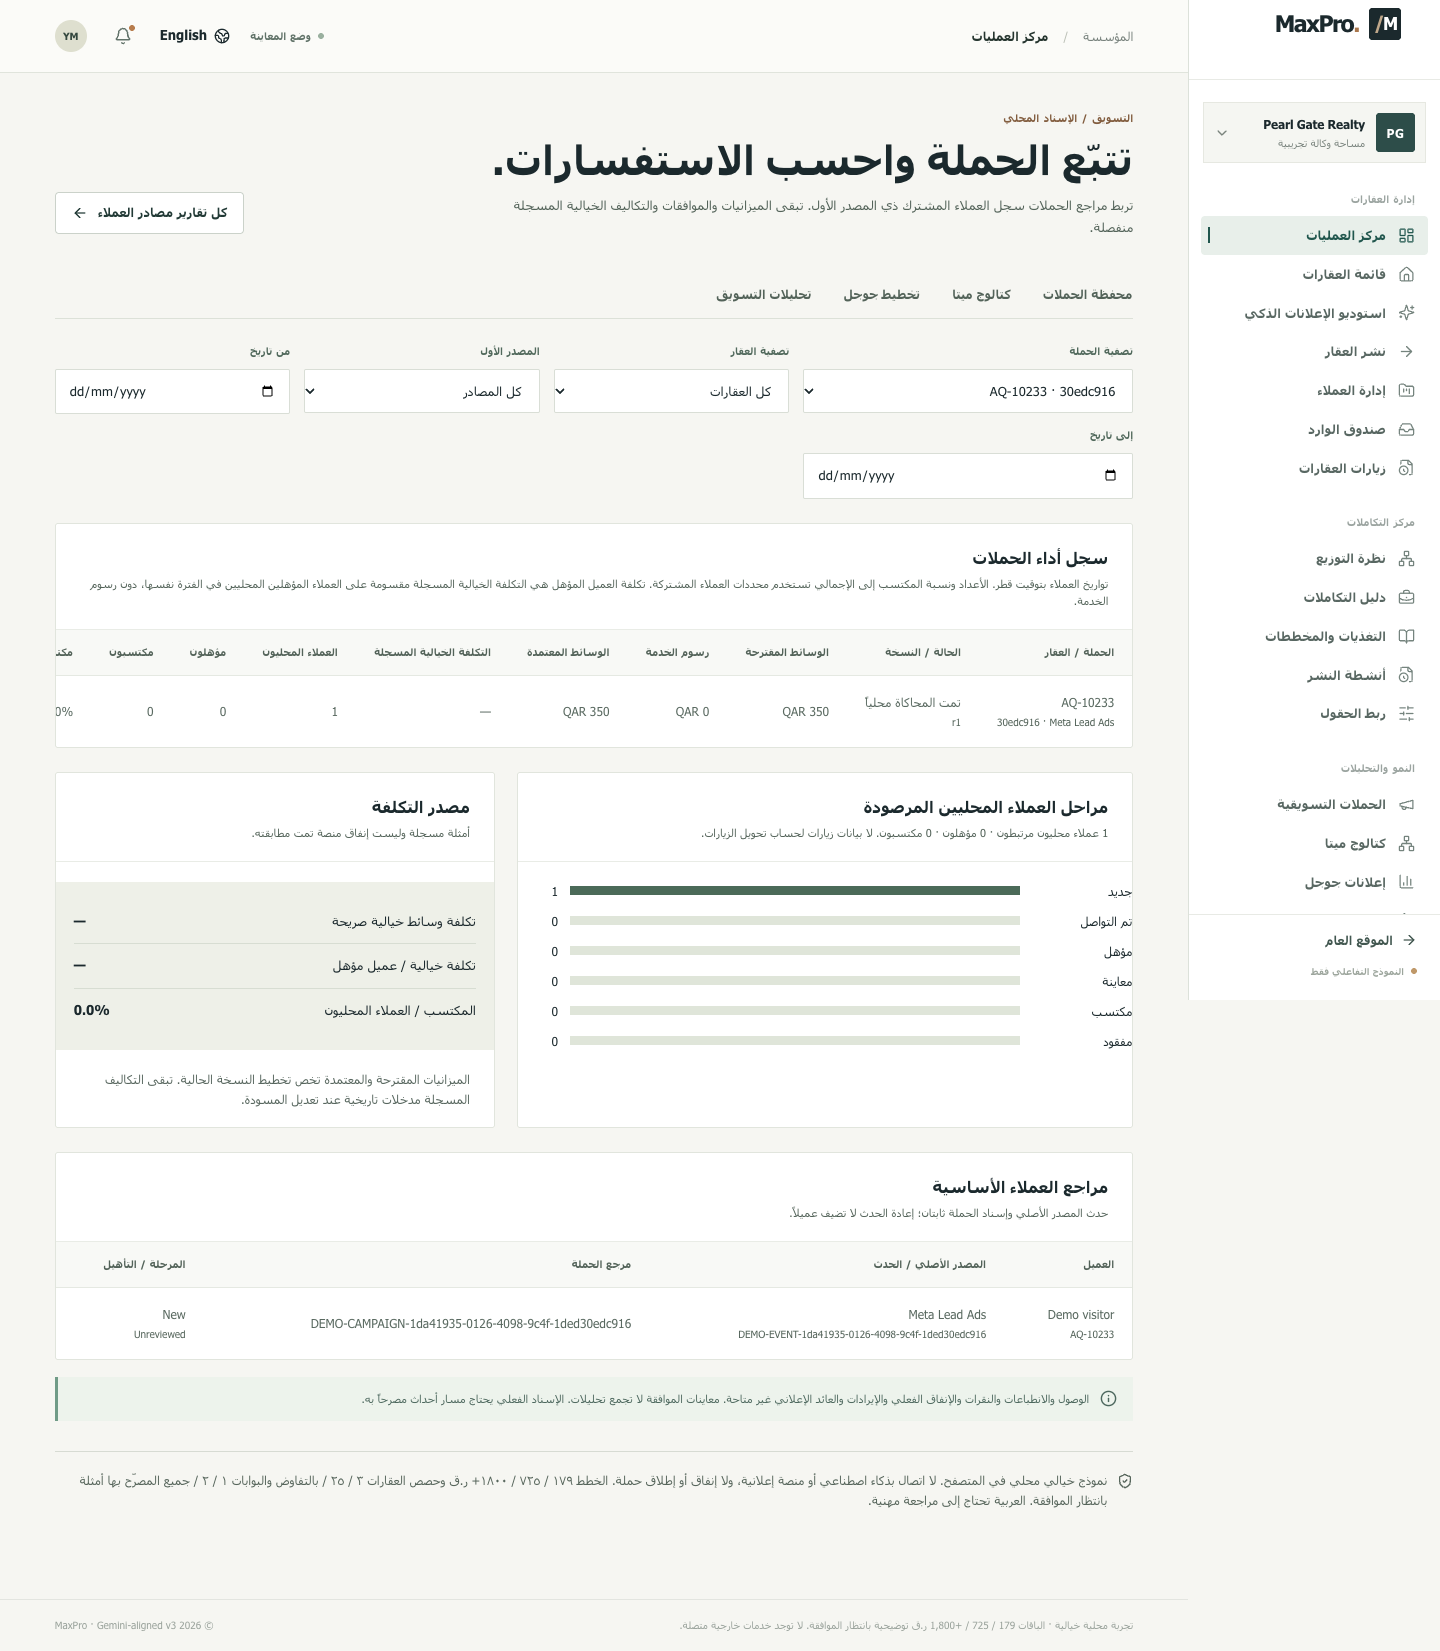 MaxPro.
/M
Pearl Gate Realty
مساحة وكالة تجريبية
PG
إدارة العقارات
مركز العمليات
قائمة العقارات
استوديو الإعلانات الذكي
نشر العقار
إدارة العملاء
صندوق الوارد
زيارات العقارات
مركز التكاملات
نظرة التوزيع
دليل التكاملات
التغذيات والمخططات
أنشطة النشر
ربط الحقول
النمو والتحليلات
الحملات التسويقية
كتالوج ميتا
إعلانات جوجل
الموقع العام
النموذج التفاعلي فقط
المؤسسة / مركز العمليات
وضع المعاينة
English
YM
التسويق / الإسناد المحلي
تتبّع الحملة واحسب الاستفسارات.
تربط مراجع الحملات سجل العملاء المشترك ذي المصدر الأول. تبقى الميزانيات والموافقات والتكاليف الخيالية المسجلة
منفصلة.
كل تقارير مصادر العملاء
محفظة الحملات كتالوج ميتا تخطيط جوجل تحليلات التسويق
تصفية الحملة تصفية العقار المصدر الأول من تاريخ
AQ-10233 · 30edc916 كل العقارات كل المصادر dd/mm/yyyy
إلى تاريخ
dd/mm/yyyy
سجل أداء الحملات
تواريخ العملاء بتوقيت قطر. الأعداد ونسبة المكتسب إلى الإجمالي تستخدم محددات العملاء المشتركة. تكلفة العميل المؤهل هي التكلفة الخيالية المسجلة مقسومة على العملاء المؤهلين المحليين في الفترة نفسها، دون رسوم
الخدمة.
الحملة / العقار الحالة / النسخة الوسائط المقترحة رسوم الخدمة الوسائط المعتمدة التكلفة الخيالية المسجلة العملاء المحليون مؤهلون مكتسبون
AQ-10233 تمت المحاكاة محلياً QAR 350 QAR 0 QAR 350 — 1 0 0 0%
30edc916 · Meta Lead Ads r1
مراحل العملاء المحليين المرصودة
1 عملاء محليون مرتبطون · 0 مؤهلون · 0 مكتسبون. لا بيانات زيارات لحساب تحويل الزيارات.
جديد 1
تم التواصل 0
مؤهل 0
معاينة 0
مكتسب 0
مفقود 0
مصدر التكلفة
أمثلة مسجلة وليست إنفاق منصة تمت مطابقته.
تكلفة وسائط خيالية صريحة —
تكلفة خيالية / عميل مؤهل —
المكتسب / العملاء المحليون 0.0%
الميزانيات المقترحة والمعتمدة تخص تخطيط النسخة الحالية. تبقى التكاليف
المسجلة مدخلات تاريخية عند تعديل المسودة.
مراجع العملاء الأساسية
حدث المصدر الأصلي وإسناد الحملة ثابتان؛ إعادة الحدث لا تضيف عميلاً.
العميل المصدر الأصلي / الحدث مرجع الحملة المرحلة / التأهيل
Demo visitor Meta Lead Ads DEMO-CAMPAIGN-1da41935-0126-4098-9c4f-1ded30edc916 New
AQ-10233 DEMO-EVENT-1da41935-0126-4098-9c4f-1ded30edc916 Unreviewed
الوصول والانطباعات والنقرات والإنفاق الفعلي والإيرادات والعائد الإعلاني غير متاحة. معاينات الموافقة لا تجمع تحليلات. الإسناد الفعلي يحتاج مسار أحداث مصرحاً به.
نموذج خيالي محلي في المتصفح. لا اتصال بذكاء اصطناعي أو منصة إعلانية، ولا إنفاق أو إطلاق حملة. الخطط ١٧٩ / ٧٢٥ / ١٨٠٠+ ر.ق وحصص العقارات ٣ / ٢٥ / بالتفاوض والبوابات ١ / ٢ / جميع المصرّح بها أمثلة
بانتظار الموافقة. العربية تحتاج إلى مراجعة مهنية.
تجربة محلية خيالية · الباقات 179 / 725 / +1,800 ر.ق توضيحية بانتظار الموافقة. لا توجد خدمات خارجية متصلة.
MaxPro · Gemini-aligned v3 2026 ©